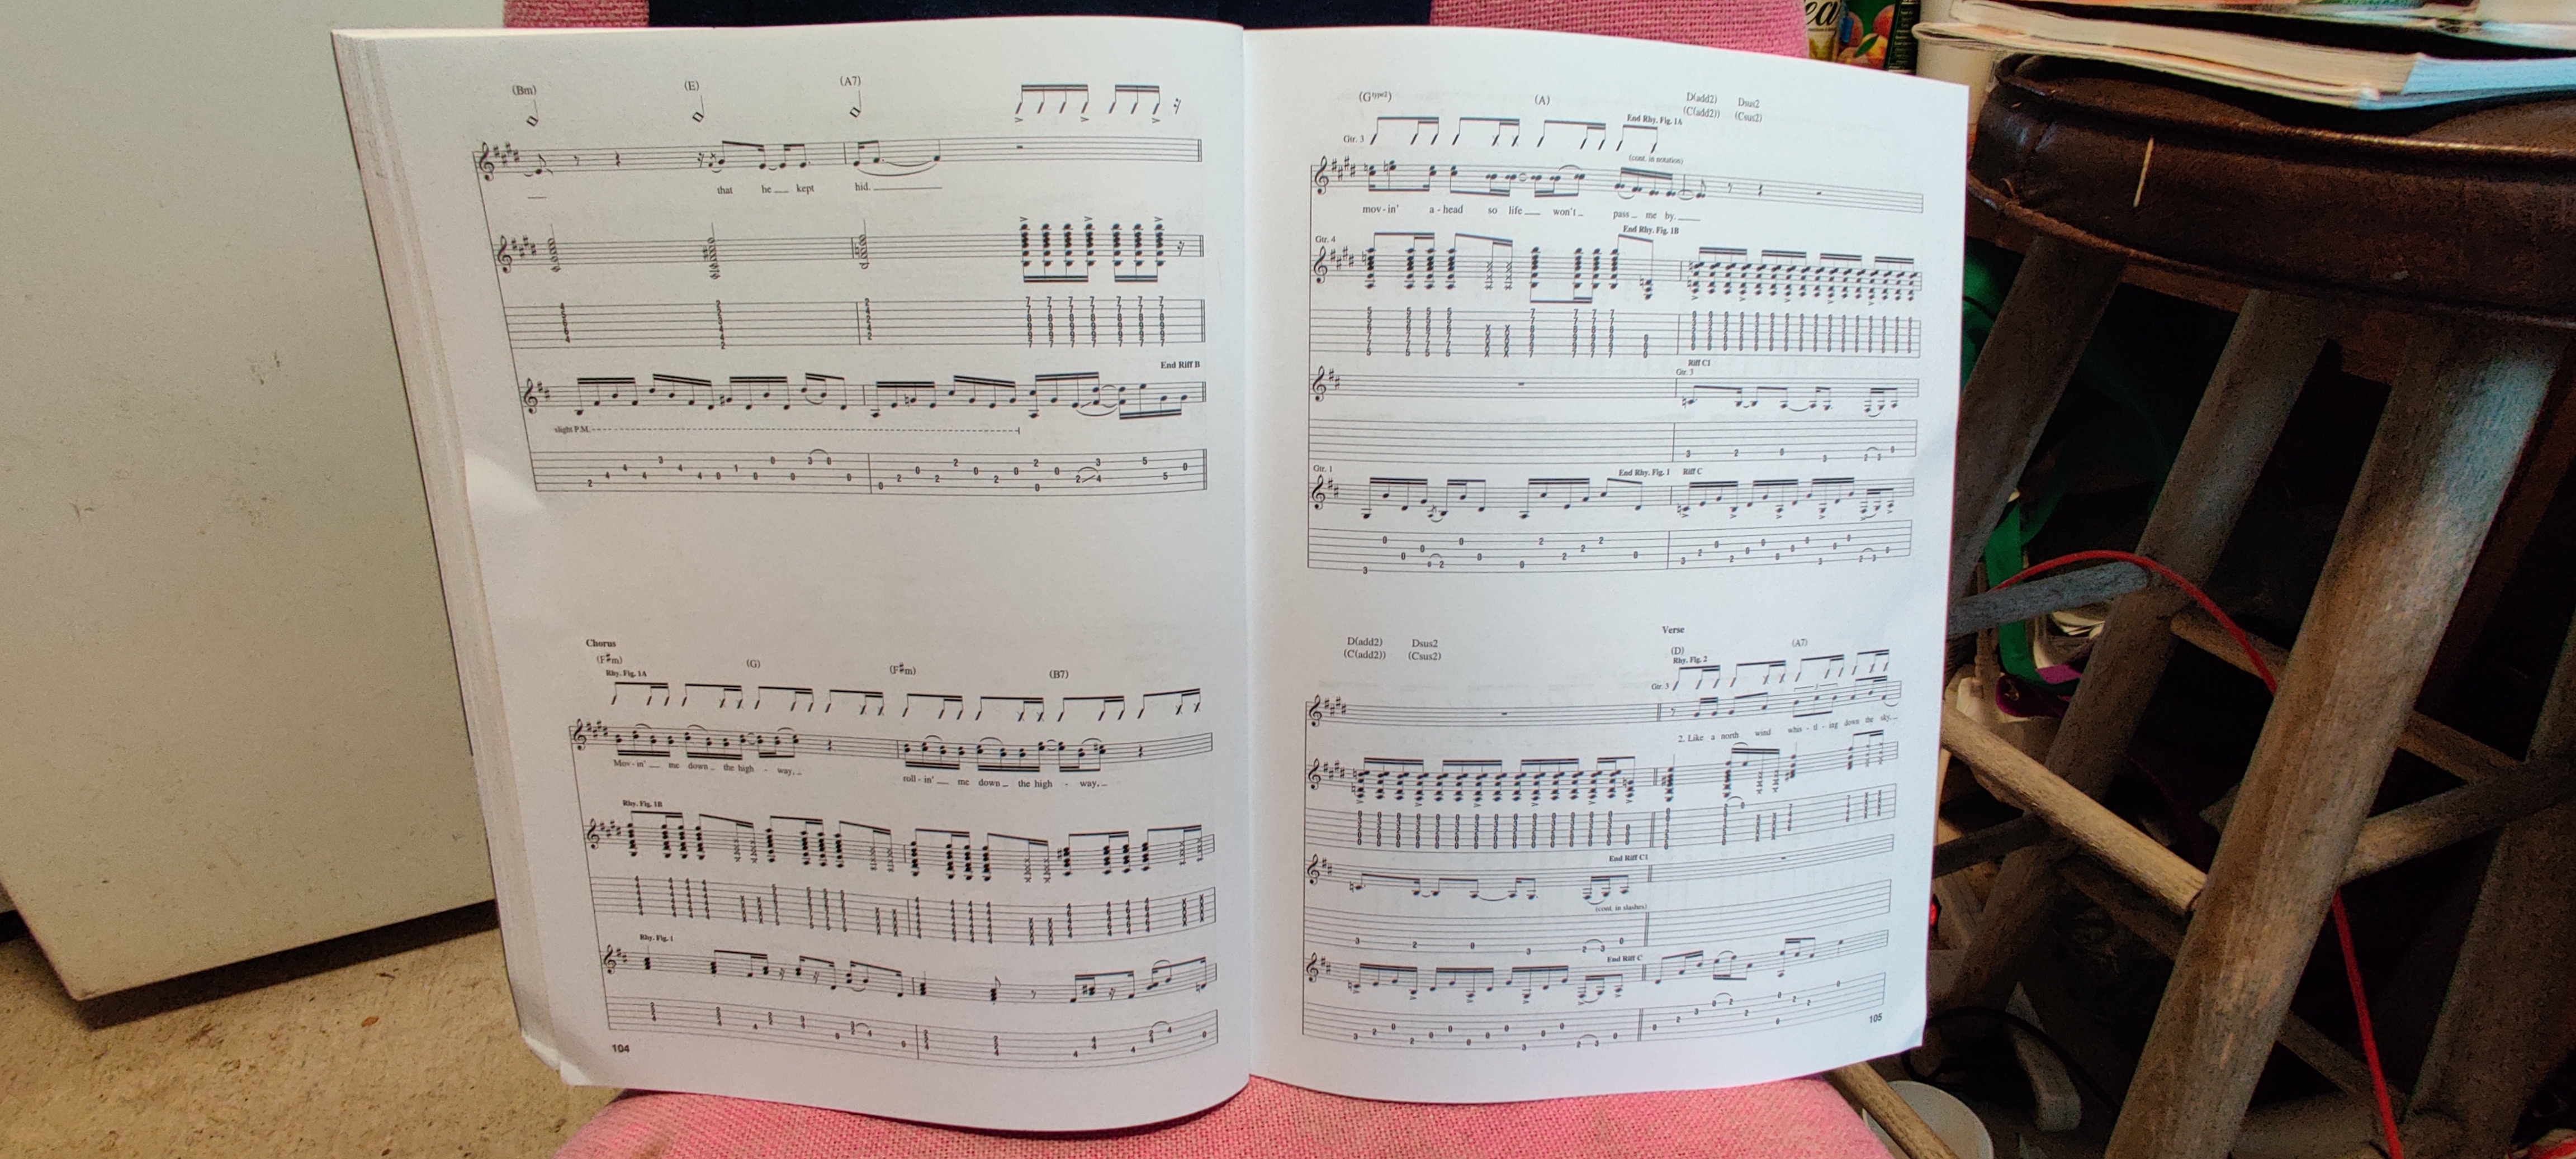 (Bm) (E) (A7)
that he kept hid.
End Riff B
slight P.M.
Chorus
(F#m) (G) (F#m) (B7)
Rhy. Fig. 1A
Mov - in' me down the high - way,
roll - in' me down the high - way,
Rhy. Fig. 1B
Rhy. Fig. 1
104
(Gtype2) (A) D(add2) Dsus2
(C(add2)) (Csus2)
End Rhy. Fig. 1A
Gtr. 3
(cont. in notation)
mov - in' a - head so life won't pass me by.
End Rhy. Fig. 1B
Gtr. 4
Riff C1
Gtr. 3
Gtr. 1
End Rhy. Fig. 1 Riff C
Verse
D(add2) Dsus2 (D) (A7)
(C(add2)) (Csus2)
Rhy. Fig. 2
Gtr. 3
2. Like a north wind whis - tl - ing down the sky,
End Riff C1
(cont. in slashes)
End Riff C
105